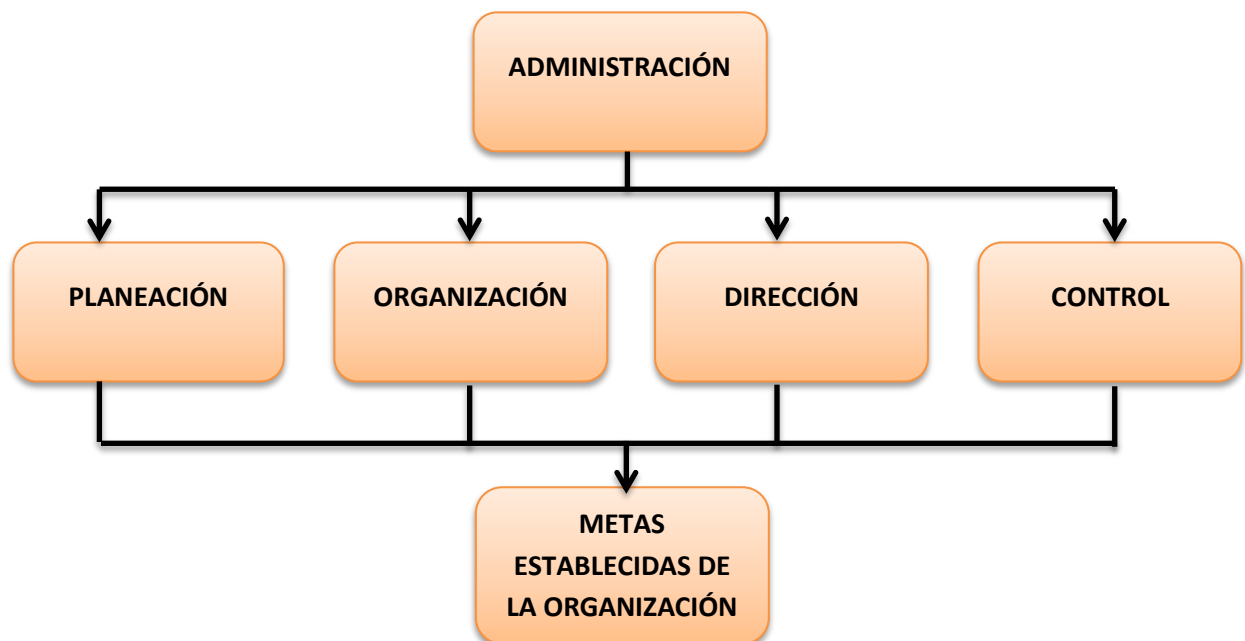 ADMINISTRACIÓN
PLANEACIÓN
ORGANIZACIÓN
DIRECCIÓN
CONTROL
METAS
ESTABLECIDAS DE
LA ORGANIZACIÓN